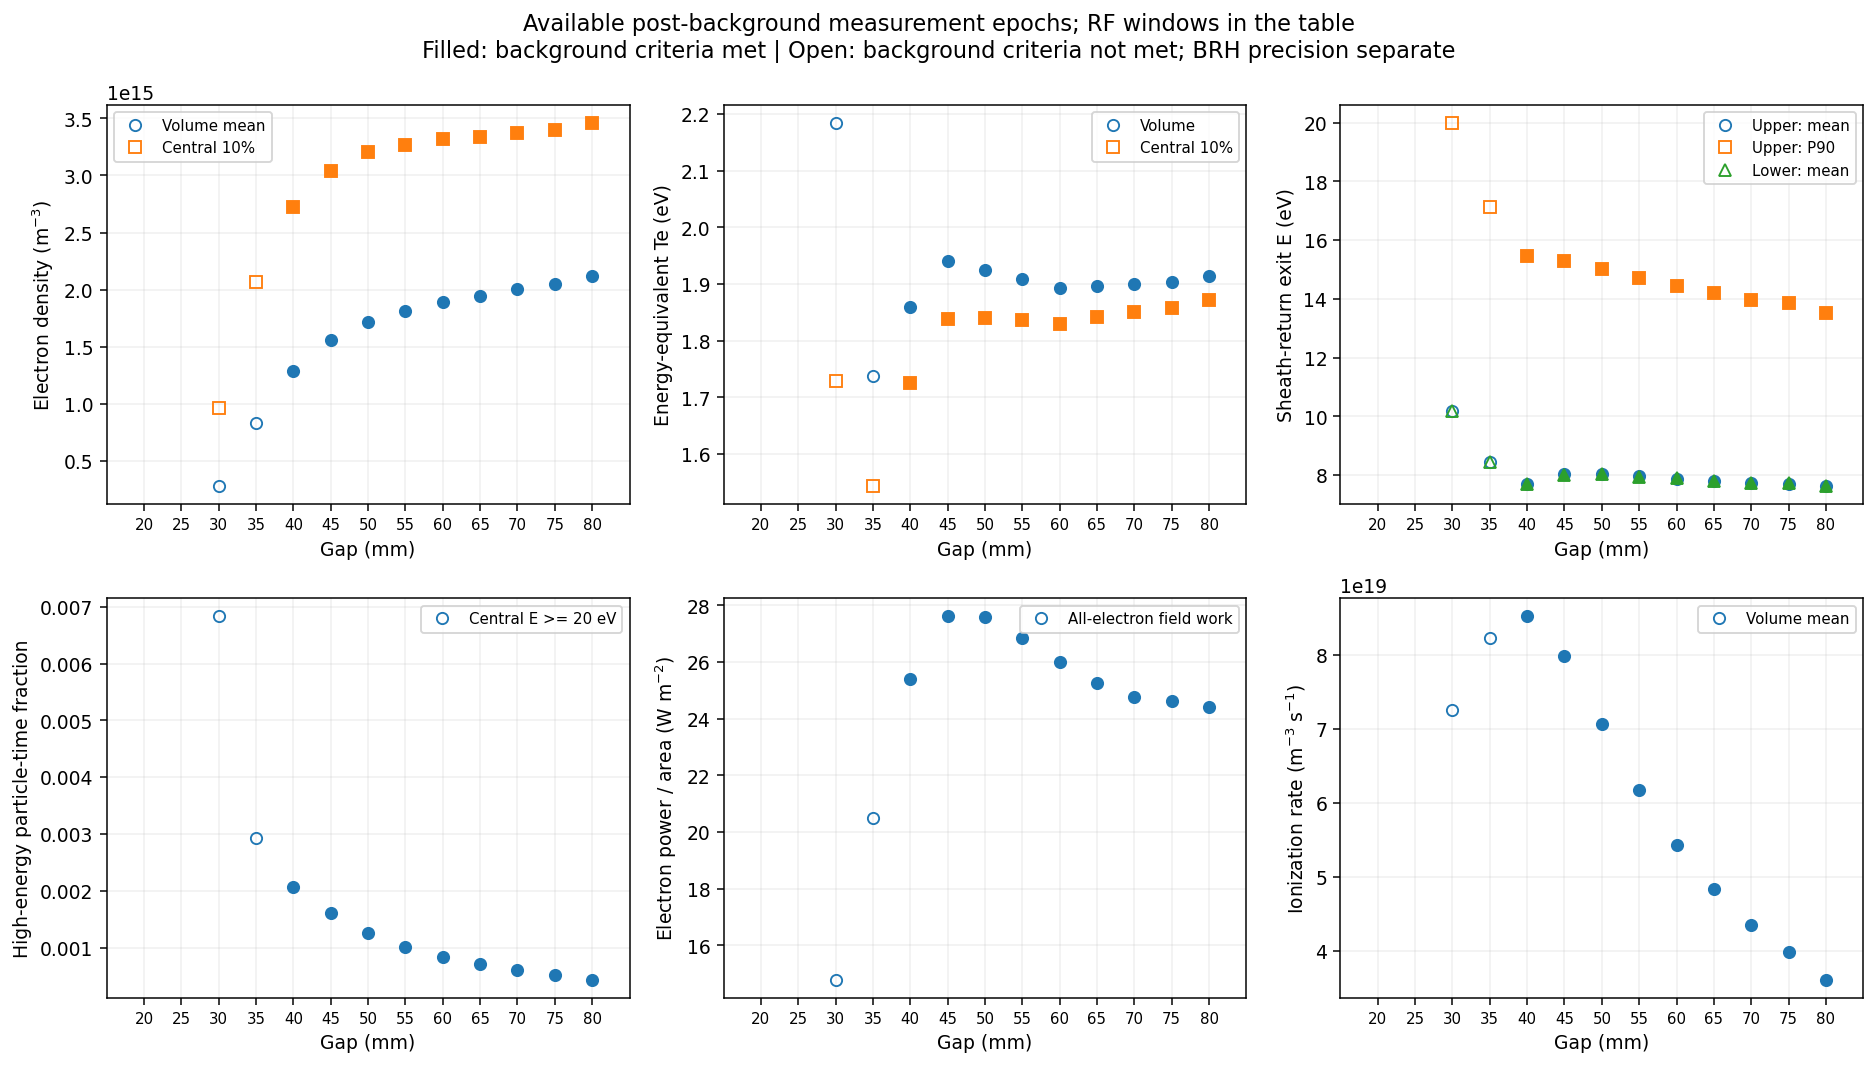 Available post-background measurement epochs; RF windows in the table
Filled: background criteria met | Open: background criteria not met; BRH precision separate
1e15
Electron density (m⁻³)
3.5
3.0
2.5
2.0
1.5
1.0
0.5
Volume mean
Central 10%
20 25 30 35 40 45 50 55 60 65 70 75 80
Gap (mm)
Energy-equivalent Te (eV)
2.2
2.1
2.0
1.9
1.8
1.7
1.6
Volume
Central 10%
20 25 30 35 40 45 50 55 60 65 70 75 80
Gap (mm)
Sheath-return exit E (eV)
20
18
16
14
12
10
8
Upper: mean
Upper: P90
Lower: mean
20 25 30 35 40 45 50 55 60 65 70 75 80
Gap (mm)
High-energy particle-time fraction
0.007
0.006
0.005
0.004
0.003
0.002
0.001
Central E >= 20 eV
20 25 30 35 40 45 50 55 60 65 70 75 80
Gap (mm)
Electron power / area (W m⁻²)
28
26
24
22
20
18
16
All-electron field work
20 25 30 35 40 45 50 55 60 65 70 75 80
Gap (mm)
1e19
Ionization rate (m⁻³ s⁻¹)
8
7
6
5
4
Volume mean
20 25 30 35 40 45 50 55 60 65 70 75 80
Gap (mm)